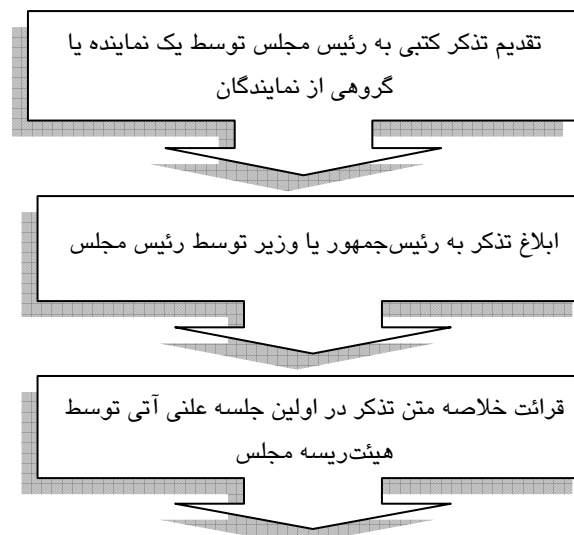 تقدیم تذکر کتبی به رئیس مجلس توسط یک نماینده یا
گروهی از نمایندگان
ابلاغ تذکر به رئیس‌جمهور یا وزیر توسط رئیس مجلس
قرائت خلاصه متن تذکر در اولین جلسه علنی آتی توسط
هیئت‌ریسه مجلس